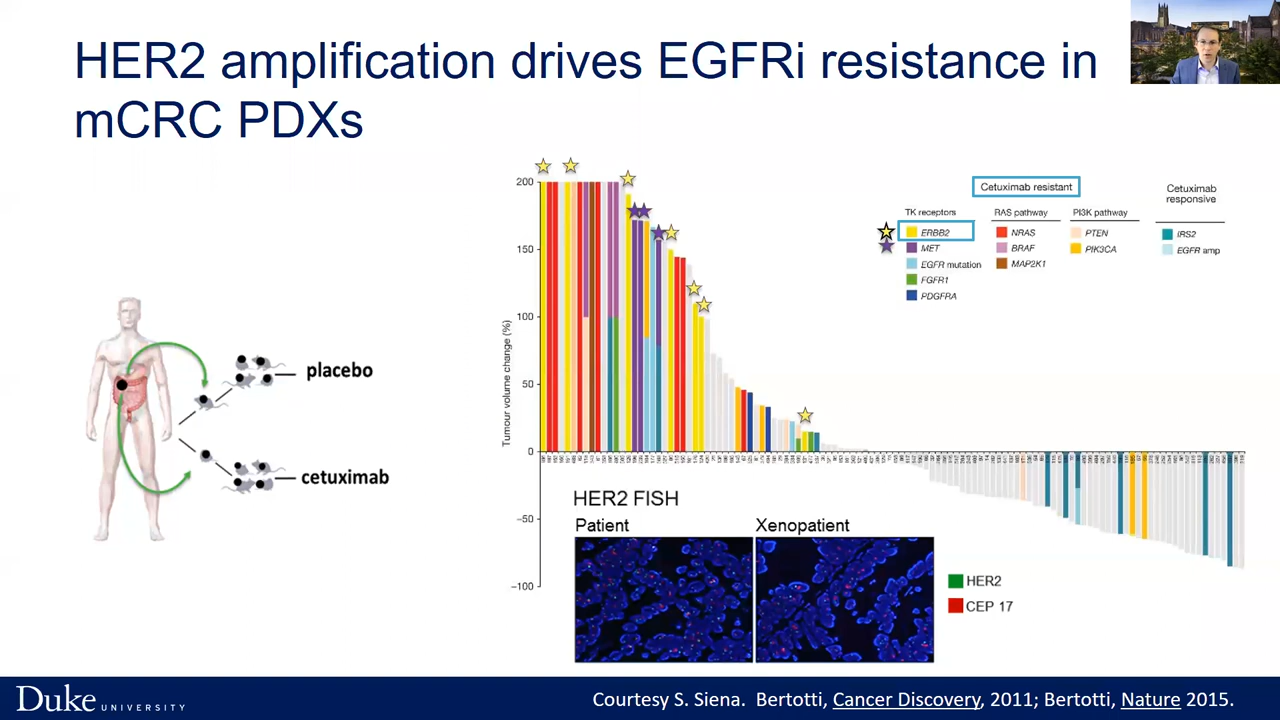 HER2 amplification drives EGFRi resistance in
mCRC PDXs
placebo
cetuximab
Tumour volume change (%)
200
150
100
50
0
−50
−100
Cetuximab resistant
Cetuximab
responsive
TK receptors
ERBB2
MET
EGFR mutation
FGFR1
PDGFRA
RAS pathway
NRAS
BRAF
MAP2K1
PI3K pathway
PTEN
PIK3CA
IRS2
EGFR amp
HER2 FISH
Patient
Xenopatient
HER2
CEP 17
Duke UNIVERSITY
Courtesy S. Siena. Bertotti, Cancer Discovery, 2011; Bertotti, Nature 2015.